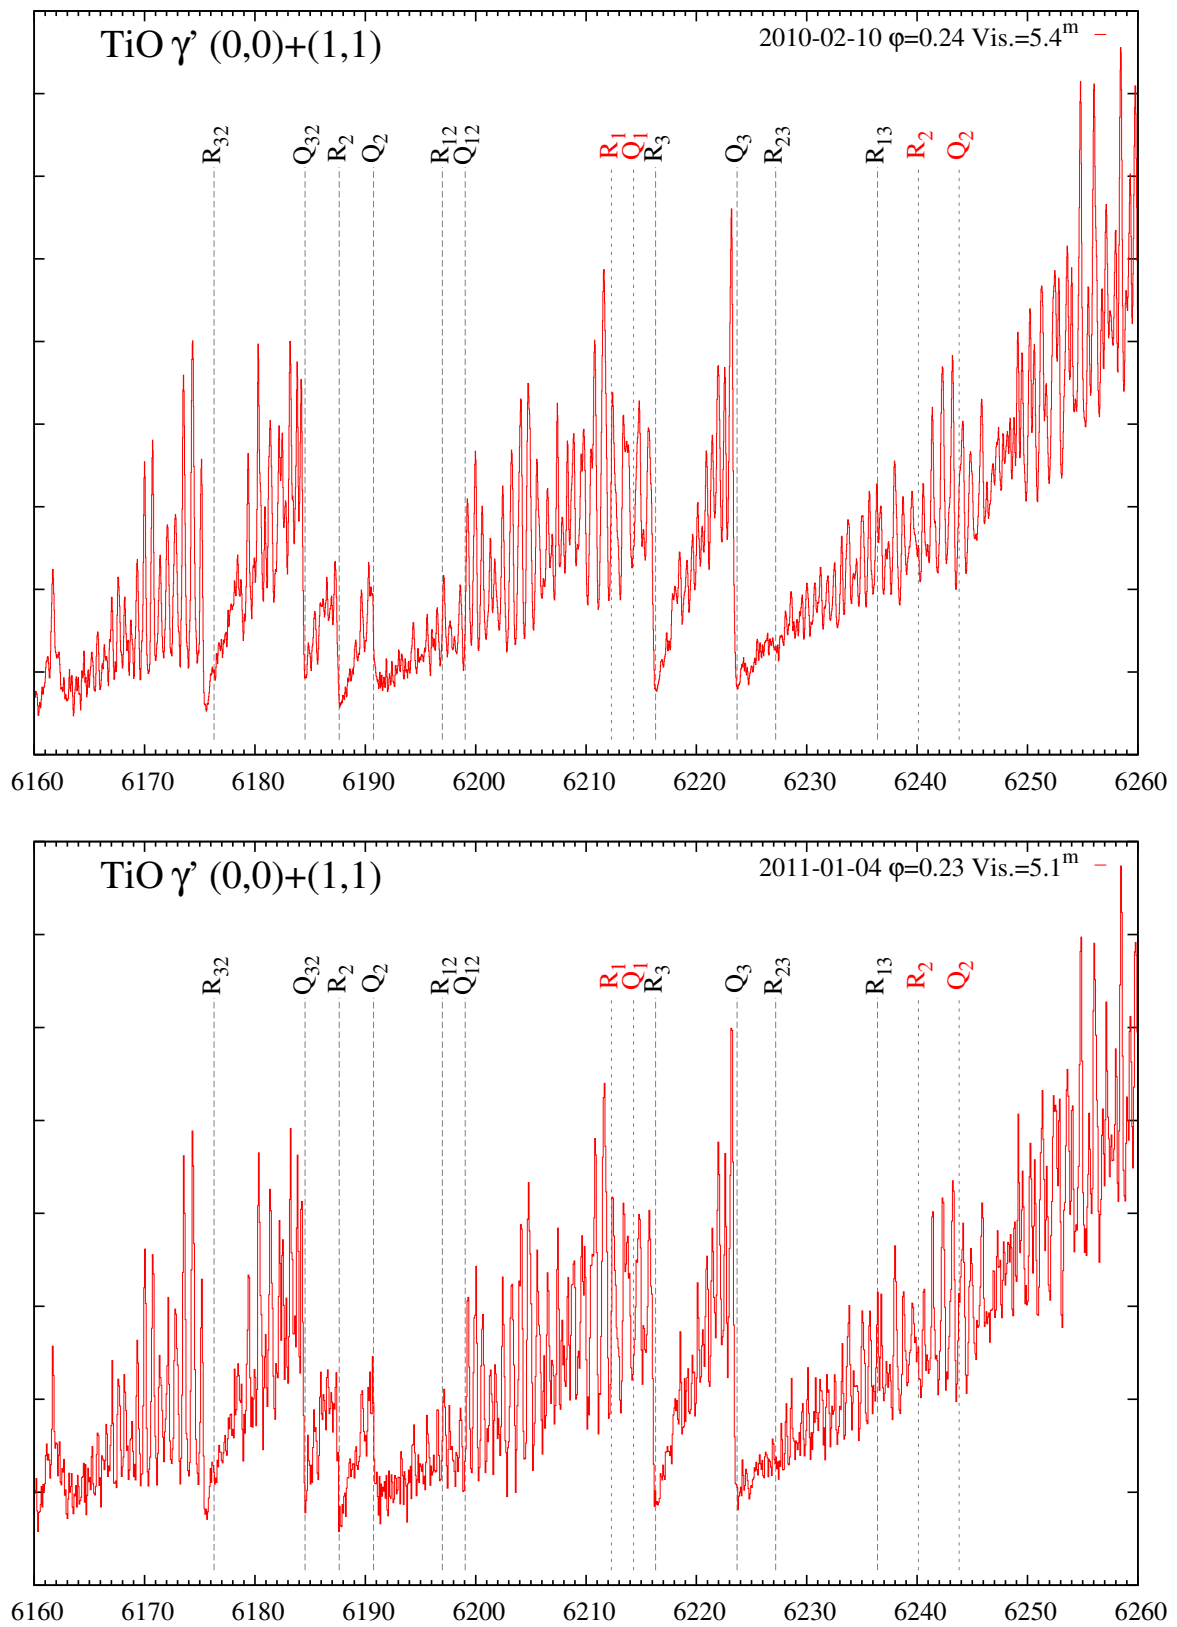 TiO γ’ (0,0)+(1,1)
2010-02-10 φ=0.24 Vis.=5.4m
R32 Q32 R2 Q2 R12 Q12 R1 Q1 R3 Q3 R23 R13 R2 Q2
6160 6170 6180 6190 6200 6210 6220 6230 6240 6250 6260
TiO γ’ (0,0)+(1,1)
2011-01-04 φ=0.23 Vis.=5.1m
R32 Q32 R2 Q2 R12 Q12 R1 Q1 R3 Q3 R23 R13 R2 Q2
6160 6170 6180 6190 6200 6210 6220 6230 6240 6250 6260